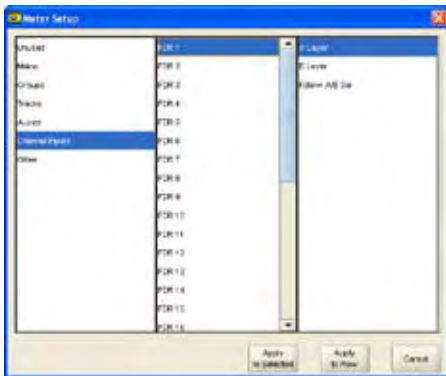 Meter Setup
Unused
Mains
Groups
Tracks
Auxes
Channel Inputs
Other
FDR 1
FDR 2
FDR 3
FDR 4
FDR 5
FDR 6
FDR 7
FDR 8
FDR 9
FDR 10
FDR 11
FDR 12
FDR 13
FDR 14
FDR 15
FDR 16
A Layer
B Layer
Follow A/B Sw
Apply
to Selected
Apply
to Row
Cancel